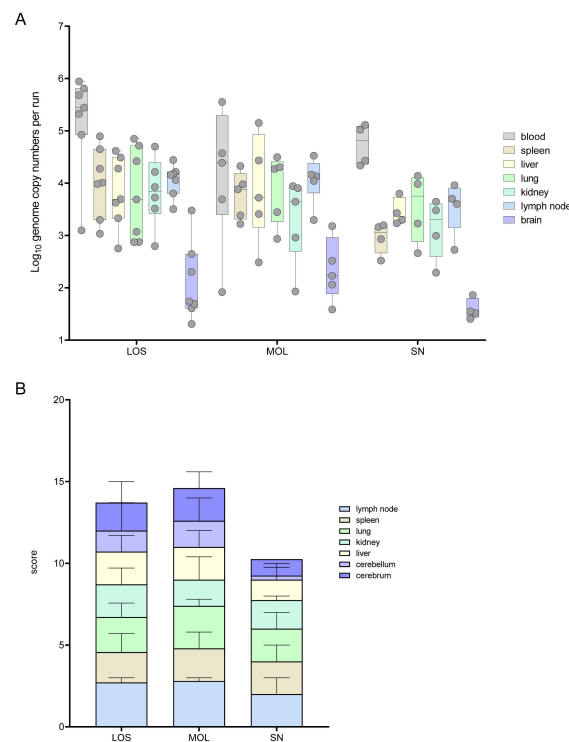 A
Log10 genome copy numbers per run
7
6
5
4
3
2
1
LOS
MOL
SN
blood
spleen
liver
lung
kidney
lymph node
brain
B
score
20
15
10
5
0
LOS
MOL
SN
lymph node
spleen
lung
kidney
liver
cerebellum
cerebrum